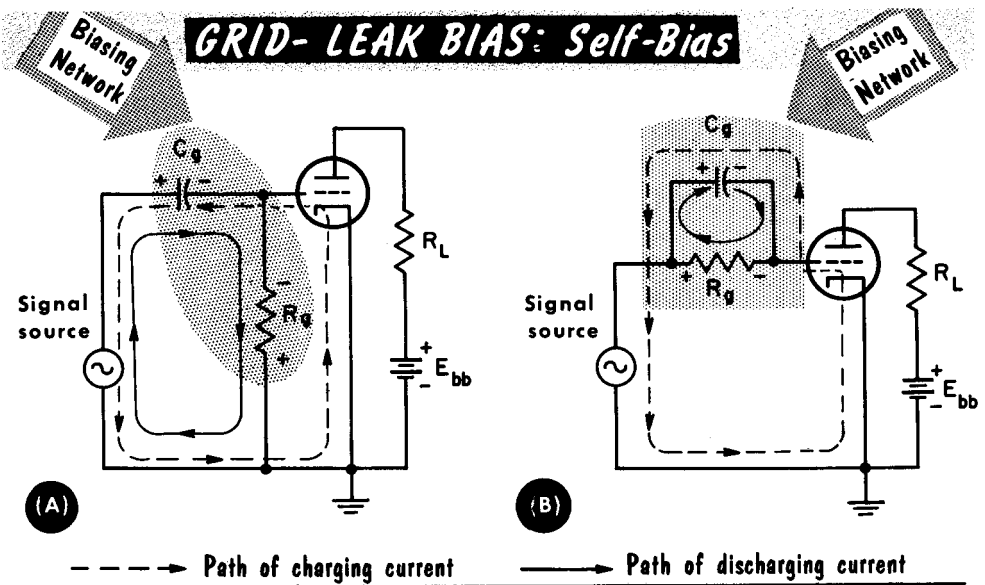 GRID-LEAK BIAS: Self-Bias
Biasing
Network
Biasing
Network
Cg
+ -
-
Rg
+
RL
Signal
source
+
Ebb
-
(A)
Cg
+ -
+ -
Rg
RL
Signal
source
+
Ebb
-
(B)
Path of charging current
Path of discharging current